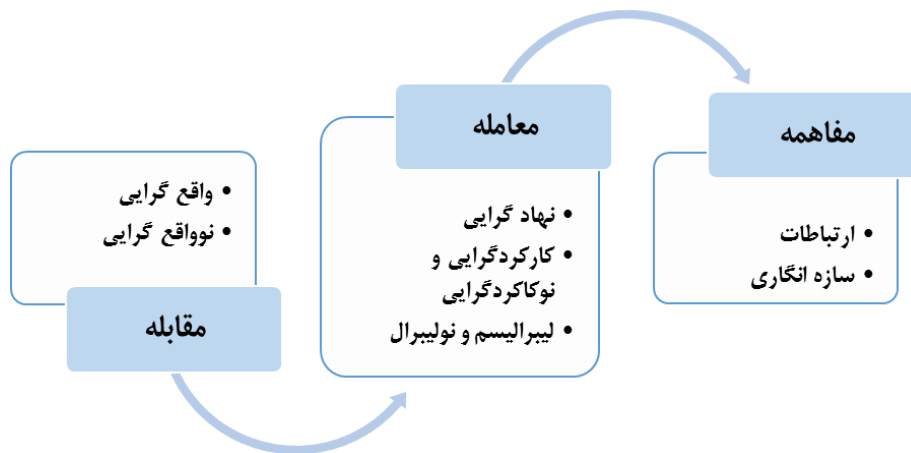 مقابله
• واقع گرایی
• نوواقع گرایی
معامله
• نهاد گرایی
• کارکردگرایی و
نوکاکردگرایی
• لیبرالیسم و نولیبرال
مفاهمه
• ارتباطات
• سازه انگاری